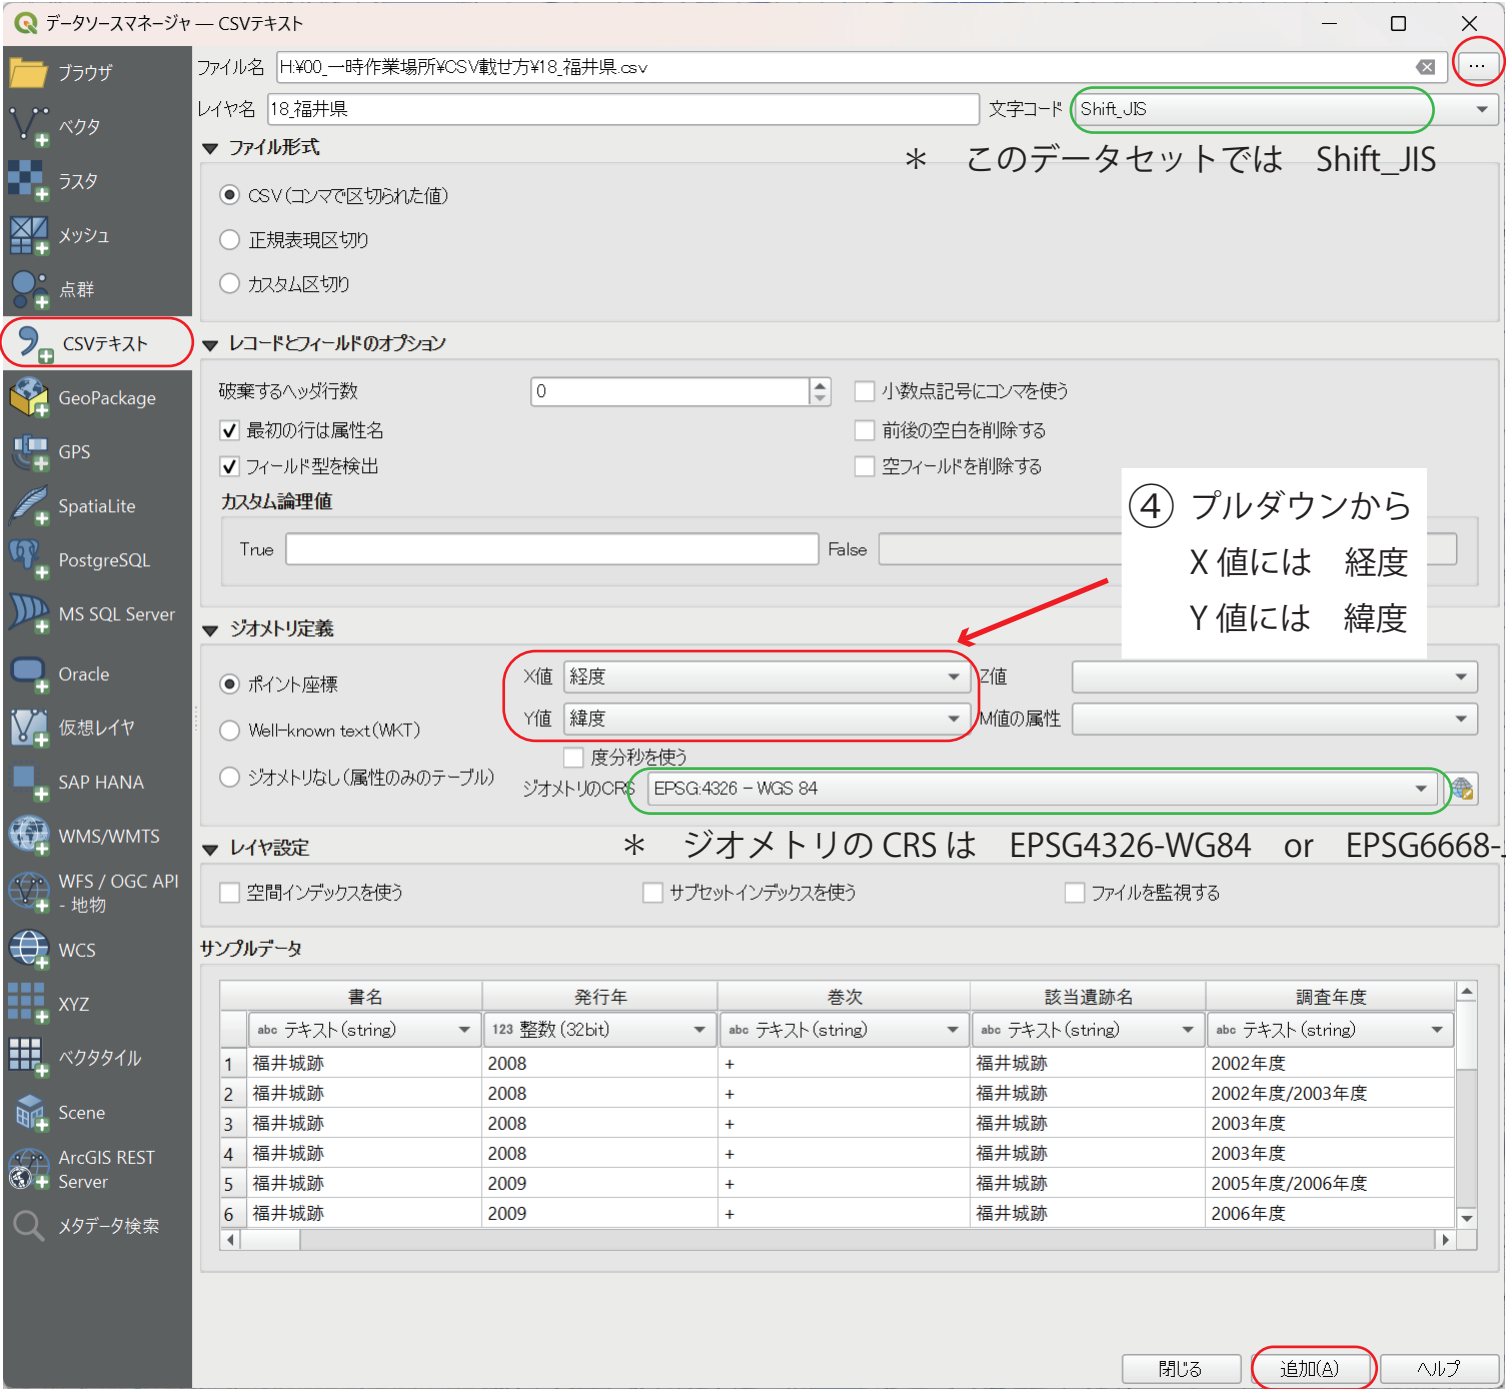 データソースマネージャ — CSVテキスト
ファイル名 H:¥00_一時作業場所¥CSV載せ方¥18_福井県.csv …
レイヤ名 18_福井県 文字コード Shift_JIS
＊ このデータセットでは Shift_JIS
ブラウザ
ベクタ
ラスタ
メッシュ
点群
CSVテキスト
GeoPackage
GPS
SpatiaLite
PostgreSQL
MS SQL Server
Oracle
仮想レイヤ
SAP HANA
WMS/WMTS
WFS / OGC API
- 地物
WCS
XYZ
ベクタタイル
Scene
ArcGIS REST
Server
メタデータ検索
▼ ファイル形式
CSV(コンマで区切られた値)
正規表現区切り
カスタム区切り
▼ レコードとフィールドのオプション
破棄するヘッダ行数 0 小数点記号にコンマを使う
最初の行は属性名 前後の空白を削除する
フィールド型を検出 空フィールドを削除する
カスタム論理値
True False
④ プルダウンから
X 値には 経度
Y 値には 緯度
▼ ジオメトリ定義
ポイント座標 X値 経度 Z値
Well-known text(WKT) Y値 緯度 M値の属性
度分秒を使う
ジオメトリなし(属性のみのテーブル) ジオメトリのCRS EPSG:4326 - WGS 84
＊ ジオメトリの CRS は EPSG4326-WG84 or EPSG6668-
▼ レイヤ設定
空間インデックスを使う サブセットインデックスを使う ファイルを監視する
サンプルデータ
書名 発行年 巻次 該当遺跡名 調査年度
abc テキスト(string) 123 整数 (32bit) abc テキスト(string) abc テキスト(string) abc テキスト(string)
1 福井城跡 2008 + 福井城跡 2002年度
2 福井城跡 2008 + 福井城跡 2002年度/2003年度
3 福井城跡 2008 + 福井城跡 2003年度
4 福井城跡 2008 + 福井城跡 2003年度
5 福井城跡 2009 + 福井城跡 2005年度/2006年度
6 福井城跡 2009 + 福井城跡 2006年度
閉じる 追加(A) ヘルプ